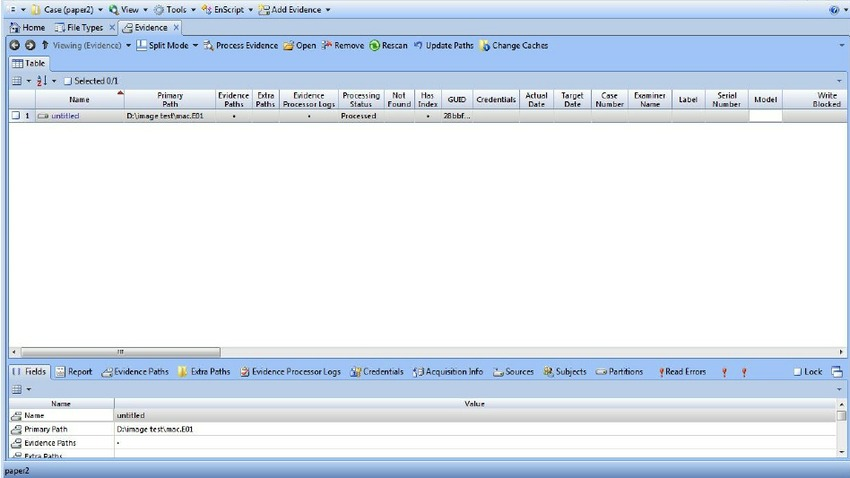 Case (paper2) View Tools EnScript Add Evidence
Home File Types Evidence
Viewing (Evidence) Split Mode Process Evidence Open Remove Rescan Update Paths Change Caches
Table
Selected 0/1
Name Primary Path Evidence Paths Extra Paths Evidence Processor Logs Processing Status Not Found Has Index GUID Credentials Actual Date Target Date Case Number Examiner Name Label Serial Number Model Write Blocked
1 untitled D:\image test\mac.E01 • • Processed • 28bbf...
Fields Report Evidence Paths Extra Paths Evidence Processor Logs Credentials Acquisition Info Sources Subjects Partitions Read Errors Lock
Name Value
Name untitled
Primary Path D:\image test\mac.E01
Evidence Paths •
Extra Paths
paper2